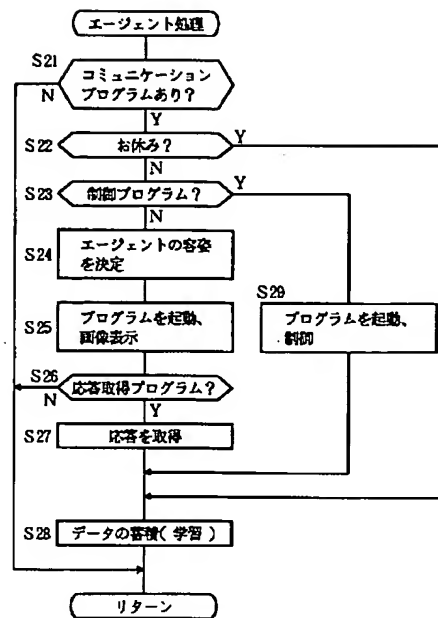 エージェント処理
S21
コミュニケーション
プログラムあり?
N
Y
S22
お休み?
Y
N
S23
制御プログラム?
Y
N
S24
エージェントの容姿
を決定
S25
プログラムを起動、
画像表示
S29
プログラムを起動、
制御
S26
応答取得プログラム?
N
Y
S27
応答を取得
S28
データの蓄積(学習)
リターン